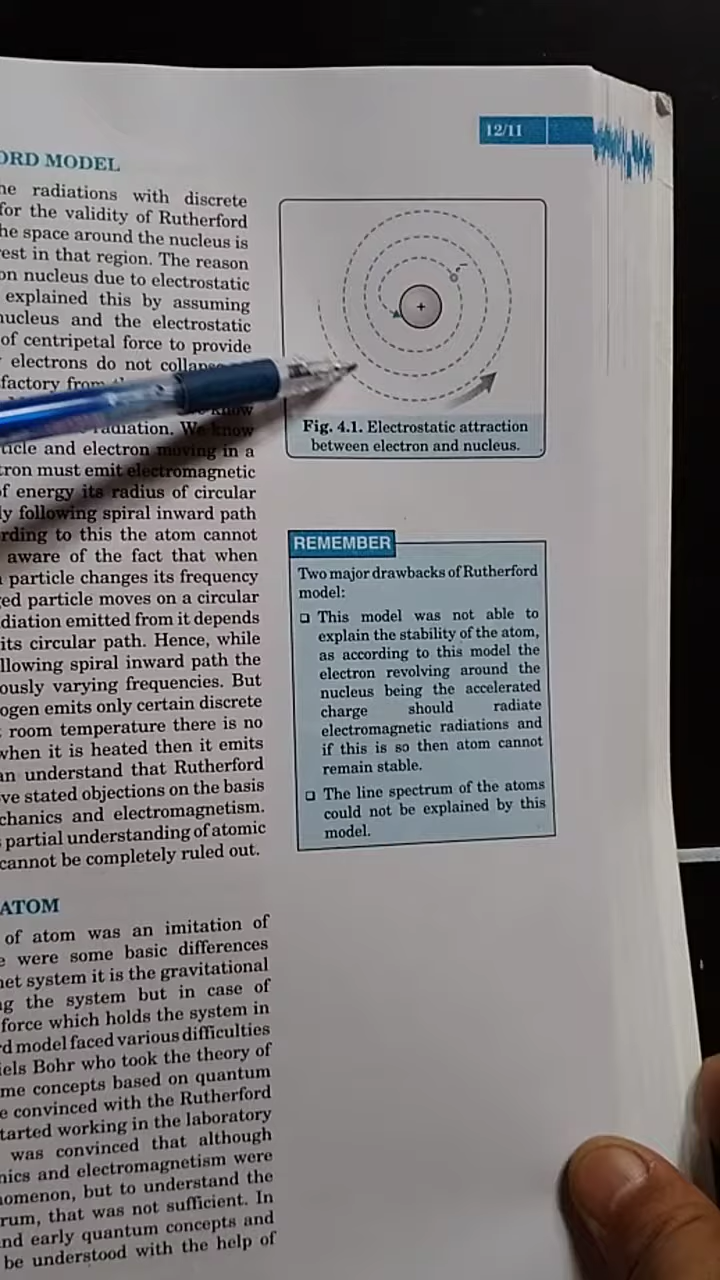 12/11
ORD MODEL
he radiations with discrete
for the validity of Rutherford
he space around the nucleus is
rest in that region. The reason
on nucleus due to electrostatic
explained this by assuming
nucleus and the electrostatic
of centripetal force to provide
electrons do not collapse
factory from
know
radiation. We know
ticle and electron moving in a
tron must emit electromagnetic
of energy its radius of circular
ly following spiral inward path
rding to this the atom cannot
aware of the fact that when
particle changes its frequency
ged particle moves on a circular
diation emitted from it depends
its circular path. Hence, while
llowing spiral inward path the
ously varying frequencies. But
ogen emits only certain discrete
room temperature there is no
when it is heated then it emits
an understand that Rutherford
ve stated objections on the basis
chanics and electromagnetism.
s partial understanding of atomic
cannot be completely ruled out.
+
Fig. 4.1. Electrostatic attraction
between electron and nucleus.
REMEMBER
Two major drawbacks of Rutherford
model:
❑ This model was not able to
explain the stability of the atom,
as according to this model the
electron revolving around the
nucleus being the accelerated
charge should radiate
electromagnetic radiations and
if this is so then atom cannot
remain stable.
❑ The line spectrum of the atoms
could not be explained by this
model.
ATOM
of atom was an imitation of
e were some basic differences
net system it is the gravitational
ng the system but in case of
force which holds the system in
rd model faced various difficulties
iels Bohr who took the theory of
me concepts based on quantum
e convinced with the Rutherford
tarted working in the laboratory
was convinced that although
nics and electromagnetism were
nomenon, but to understand the
rum, that was not sufficient. In
nd early quantum concepts and
be understood with the help of